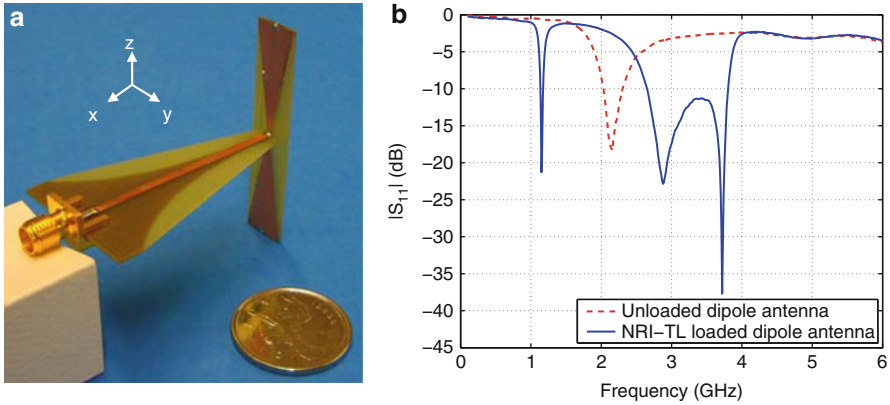 a
z
x
y
b
0
−5
−10
−15
−20
−25
−30
−35
−40
−45
|S11| (dB)
Unloaded dipole antenna
NRI−TL loaded dipole antenna
0 1 2 3 4 5 6
Frequency (GHz)